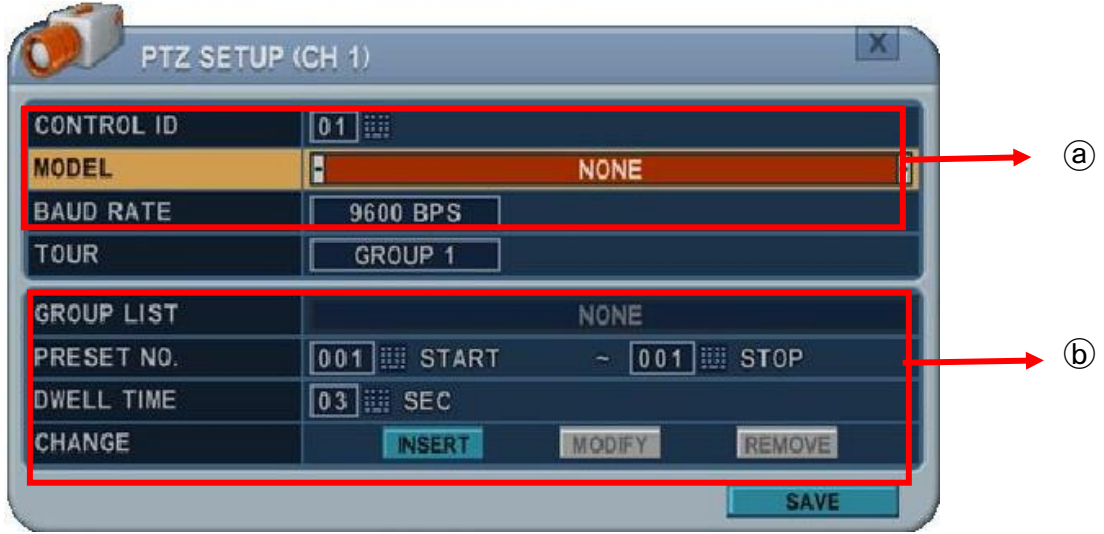 PTZ SETUP (CH 1) X
CONTROL ID 01
MODEL NONE ⓐ
BAUD RATE 9600 BPS
TOUR GROUP 1
GROUP LIST NONE
PRESET NO. 001 START ~ 001 STOP ⓑ
DWELL TIME 03 SEC
CHANGE INSERT MODIFY REMOVE
SAVE